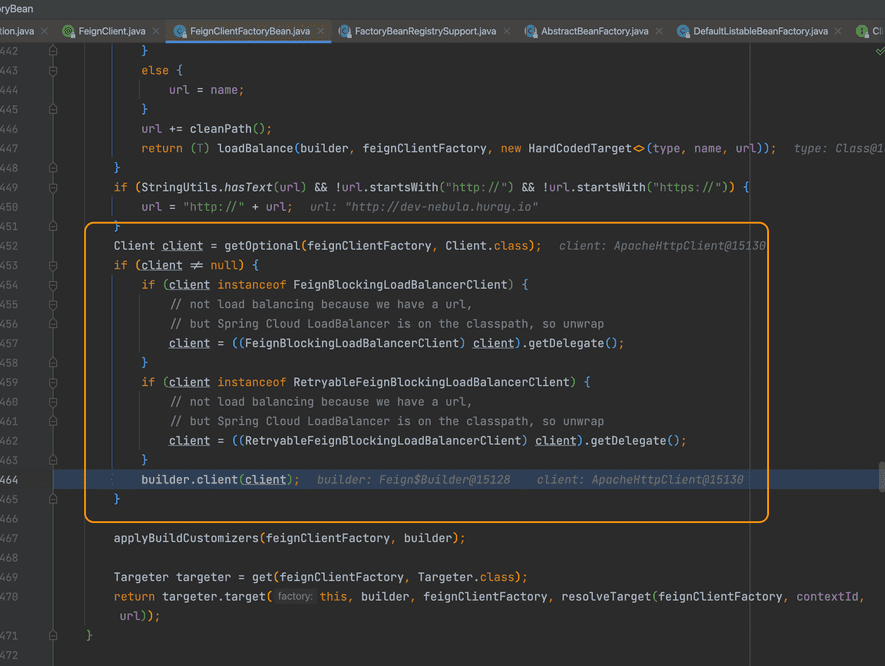 oryBean
tion.java FeignClient.java FeignClientFactoryBean.java FactoryBeanRegistrySupport.java AbstractBeanFactory.java DefaultListableBeanFactory.java Cl
442 }
443 else {
444 url = name;
445 }
446 url += cleanPath();
447 return (T) loadBalance(builder, feignClientFactory, new HardCodedTarget<>(type, name, url)); type: Class@1
448 }
449 if (StringUtils.hasText(url) && !url.startsWith("http://") && !url.startsWith("https://")) {
450 url = "http://" + url; url: "http://dev-nebula.huray.io"
451 }
452 Client client = getOptional(feignClientFactory, Client.class); client: ApacheHttpClient@15130
453 if (client ≠ null) {
454 if (client instanceof FeignBlockingLoadBalancerClient) {
455 // not load balancing because we have a url,
456 // but Spring Cloud LoadBalancer is on the classpath, so unwrap
457 client = ((FeignBlockingLoadBalancerClient) client).getDelegate();
458 }
459 if (client instanceof RetryableFeignBlockingLoadBalancerClient) {
460 // not load balancing because we have a url,
461 // but Spring Cloud LoadBalancer is on the classpath, so unwrap
462 client = ((RetryableFeignBlockingLoadBalancerClient) client).getDelegate();
463 }
464 builder.client(client); builder: Feign$Builder@15128 client: ApacheHttpClient@15130
465 }
466
467 applyBuildCustomizers(feignClientFactory, builder);
468
469 Targeter targeter = get(feignClientFactory, Targeter.class);
470 return targeter.target( factory: this, builder, feignClientFactory, resolveTarget(feignClientFactory, contextId,
url));
471 }
472